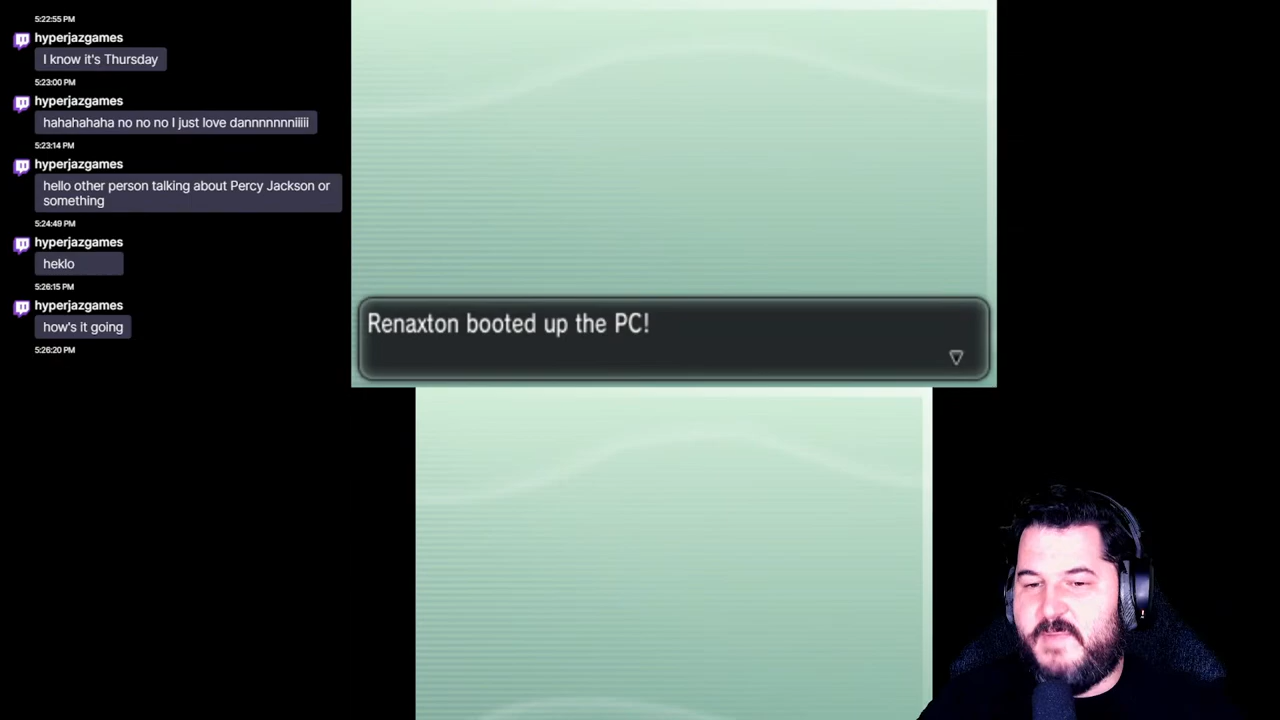 5:22:55 PM
hyperjazgames
I know it's Thursday
5:23:00 PM
hyperjazgames
hahahahaha no no no I just love dannnnnnniiiii
5:23:14 PM
hyperjazgames
hello other person talking about Percy Jackson or
something
5:24:49 PM
hyperjazgames
heklo
5:26:15 PM
hyperjazgames
how's it going
5:26:20 PM
Renaxton booted up the PC!